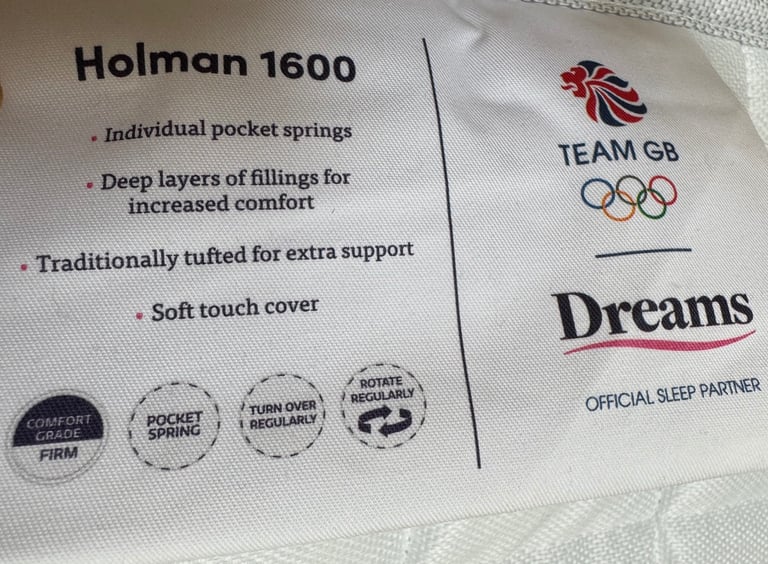 Holman 1600
• Individual pocket springs
• Deep layers of fillings for
increased comfort
• Traditionally tufted for extra support
• Soft touch cover
COMFORT
GRADE
FIRM
POCKET
SPRING
TURN OVER
REGULARLY
ROTATE
REGULARLY
TEAM GB
Dreams
OFFICIAL SLEEP PARTNER